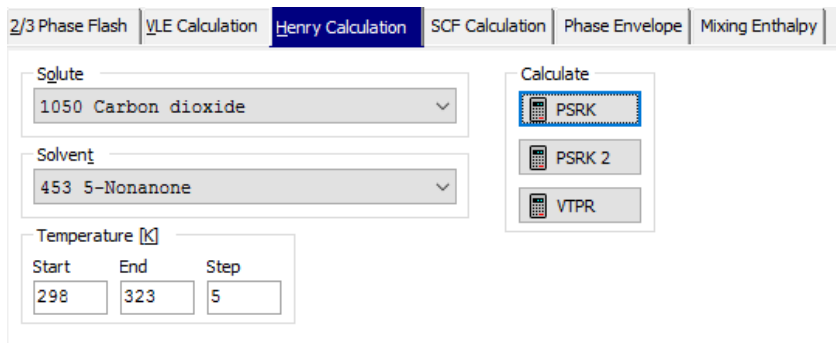 2/3 Phase Flash VLE Calculation Henry Calculation SCF Calculation Phase Envelope Mixing Enthalpy
Solute
1050 Carbon dioxide
Solvent
453 5-Nonanone
Temperature [K]
Start End Step
298 323 5
Calculate
PSRK
PSRK 2
VTPR